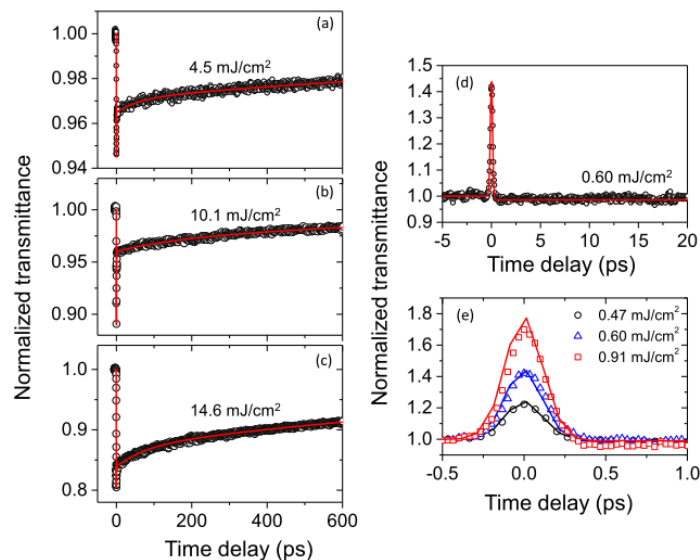 (a)
4.5 mJ/cm²
1.00
0.98
0.96
0.94
(b)
10.1 mJ/cm²
1.00
0.95
0.90
(c)
14.6 mJ/cm²
1.0
0.9
0.8
0 200 400 600
Time delay (ps)
Normalized transmittance
(d)
0.60 mJ/cm²
1.5
1.4
1.3
1.2
1.1
1.0
0.9
-5 0 5 10 15 20
Time delay (ps)
Normalized transmittance
(e)
0.47 mJ/cm²
0.60 mJ/cm²
0.91 mJ/cm²
1.8
1.6
1.4
1.2
1.0
-0.5 0.0 0.5 1.0
Time delay (ps)